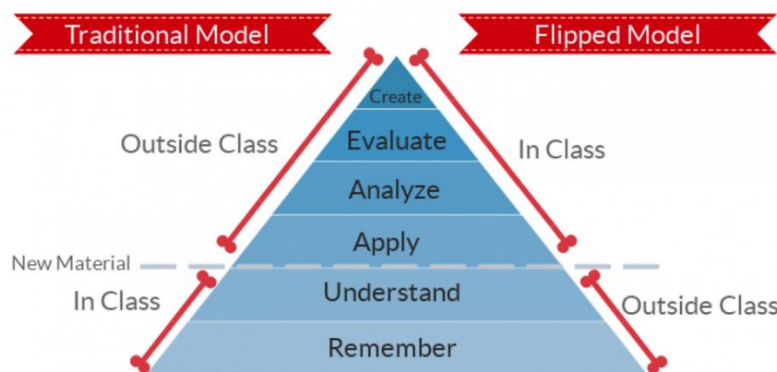 Traditional Model
Flipped Model
Create
Outside Class
Evaluate
In Class
Analyze
Apply
New Material
In Class
Understand
Outside Class
Remember